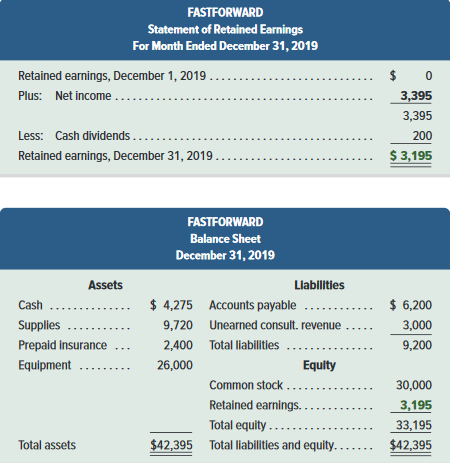 FASTFORWARD
Statement of Retained Earnings
For Month Ended December 31, 2019
Retained earnings, December 1, 2019 ............................ $ 0
Plus: Net income ............................................. 3,395
3,395
Less: Cash dividends .......................................... 200
Retained earnings, December 31, 2019 ........................... $ 3,195
FASTFORWARD
Balance Sheet
December 31, 2019
Assets Liabilities
Cash .............. $ 4,275 Accounts payable ............ $ 6,200
Supplies ........... 9,720 Unearned consult. revenue ..... 3,000
Prepaid insurance ... 2,400 Total liabilities ............... 9,200
Equipment ......... 26,000 Equity
Common stock ............... 30,000
Retained earnings. ............. 3,195
Total equity .................. 33,195
Total assets $42,395 Total liabilities and equity. ...... $42,395